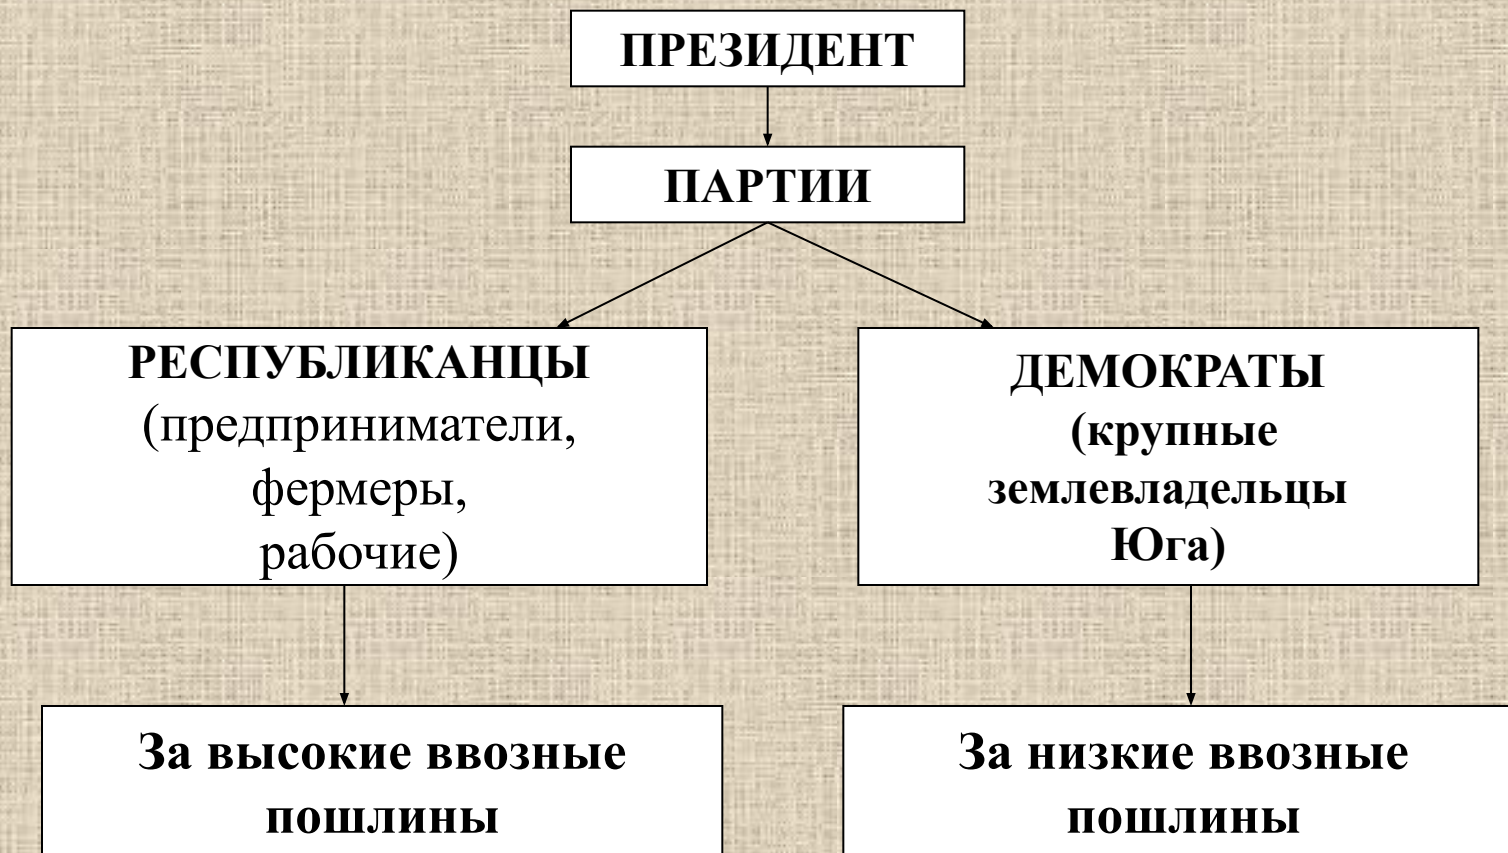 ПРЕЗИДЕНТ
ПАРТИИ
РЕСПУБЛИКАНЦЫ
(предприниматели,
фермеры,
рабочие)
ДЕМОКРАТЫ
(крупные
землевладельцы
Юга)
За высокие ввозные
пошлины
За низкие ввозные
пошлины